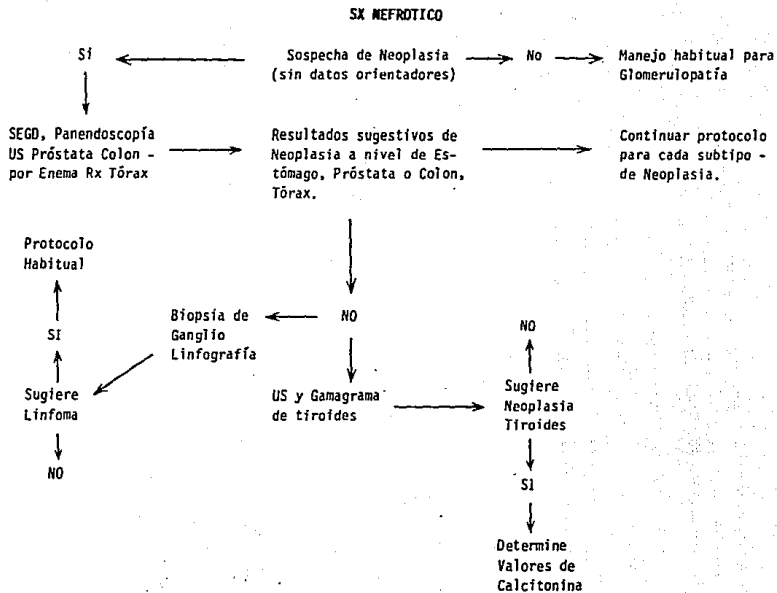 SX NEFROTICO
Sí
Sospecha de Neoplasia
(sin datos orientadores)
No
Manejo habitual para
Glomerulopatía
SEGD, Panendoscopía
US Próstata Colon -
por Enema Rx Tórax
Resultados sugestivos de
Neoplasia a nivel de Es-
tómago, Próstata o Colon,
Tórax.
Continuar protocolo
para cada subtipo -
de Neoplasia.
Protocolo
Habitual
SI
Sugiere
Linfoma
NO
Biopsia de
Ganglio
Linfografía
NO
US y Gamagrama
de tiroides
NO
Sugiere
Neoplasia
Tiroides
SI
Determine
Valores de
Calcitonina